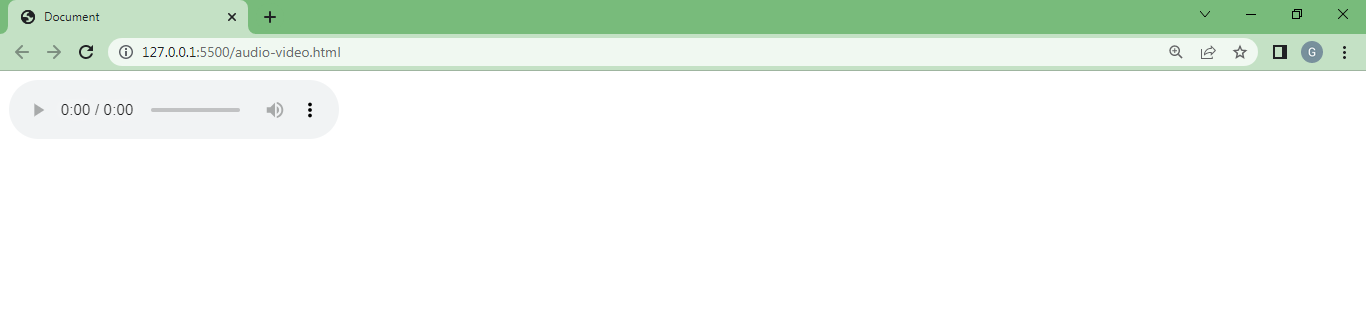 Document
127.0.0.1:5500/audio-video.html
G
0:00 / 0:00